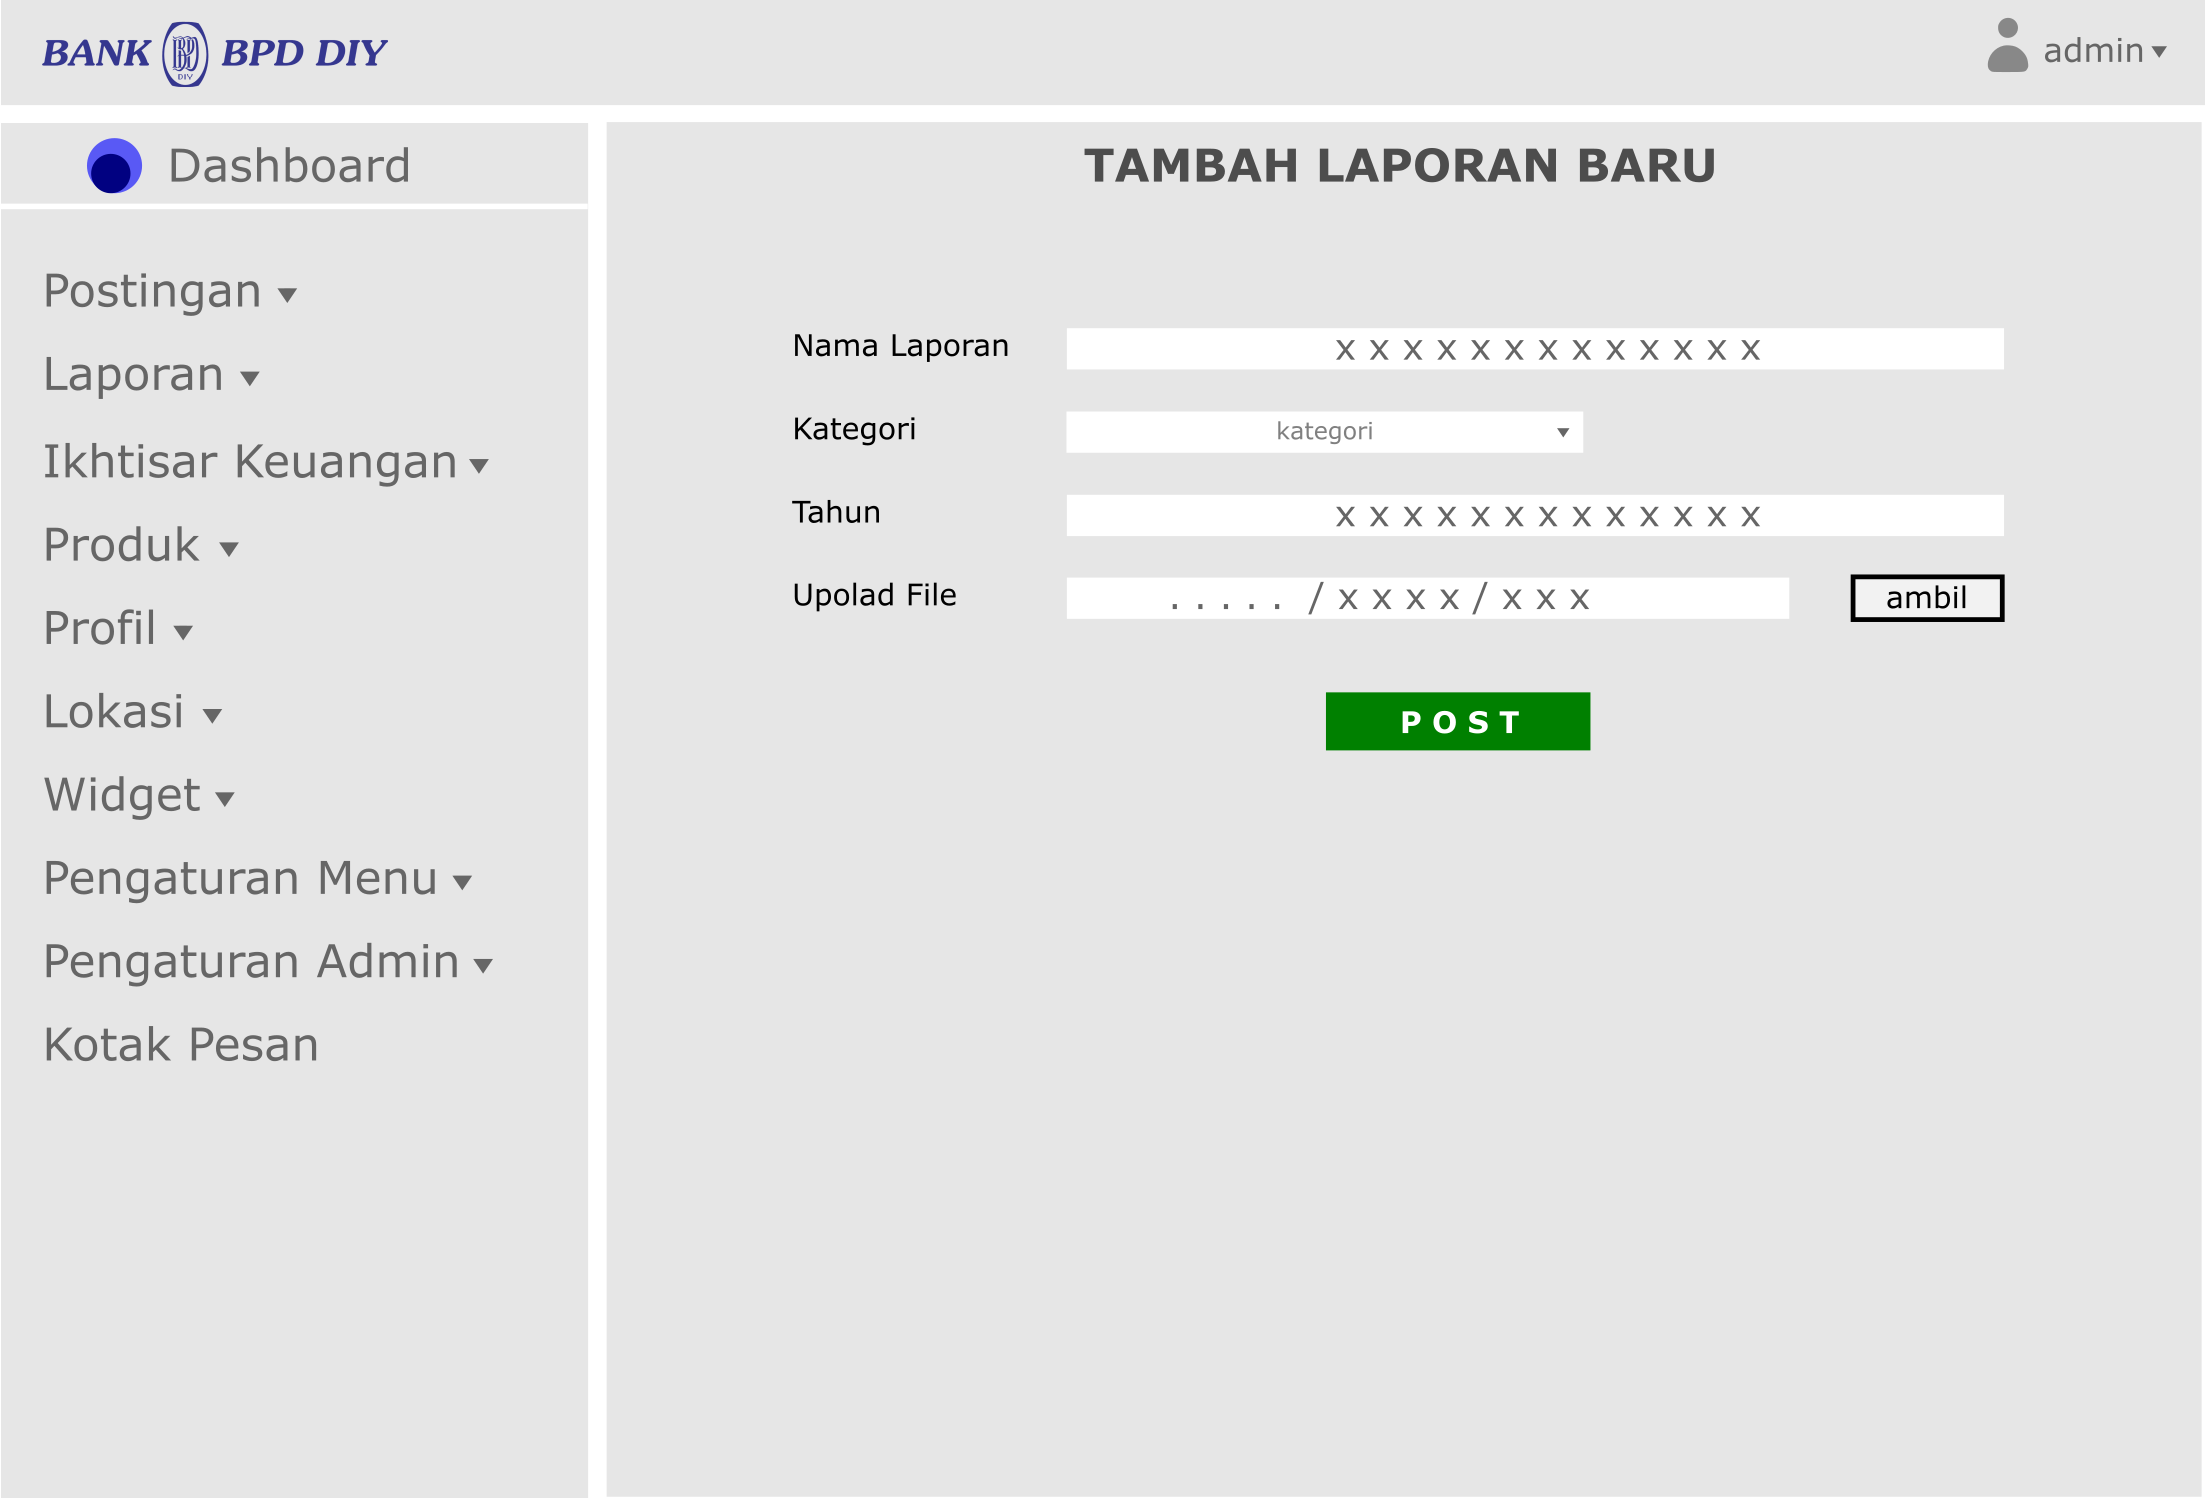 BANK BPD DIY
DIY
admin
Dashboard
Postingan
Laporan
Ikhtisar Keuangan
Produk
Profil
Lokasi
Widget
Pengaturan Menu
Pengaturan Admin
Kotak Pesan
TAMBAH LAPORAN BARU
Nama Laporan x x x x x x x x x x x x x
Kategori kategori
Tahun x x x x x x x x x x x x x
Upolad File . . . . . / x x x x / x x x ambil
P O S T